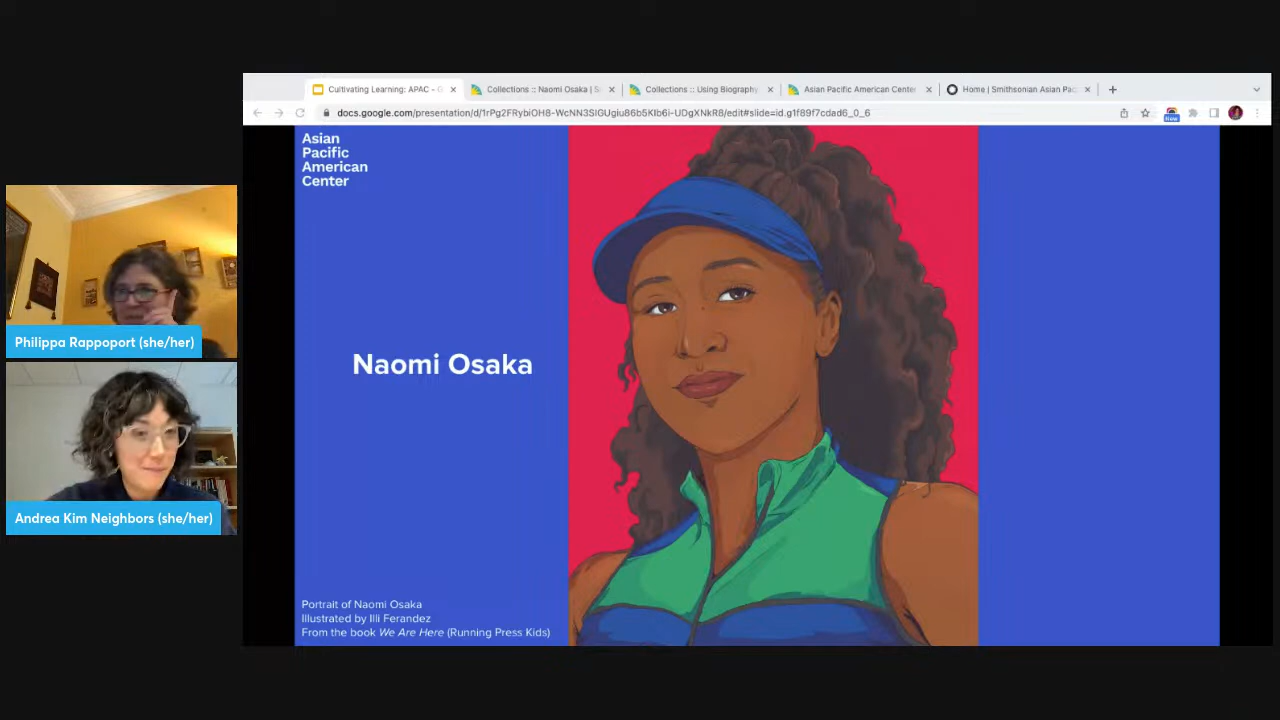 Cultivating Learning: APAC - G
Collections :: Naomi Osaka | S
Collections :: Using Biography
Asian Pacific American Center
Home | Smithsonian Asian Pac
docs.google.com/presentation/d/1rPg2FRybiOH8-WcNN3SIGUgiu86b5KIb6i-UDgXNkR8/edit#slide=id.g1f89f7cdad6_0_6
New
Asian
Pacific
American
Center
Philippa Rappoport (she/her)
Naomi Osaka
Andrea Kim Neighbors (she/her)
Portrait of Naomi Osaka
Illustrated by Illi Ferandez
From the book We Are Here (Running Press Kids)